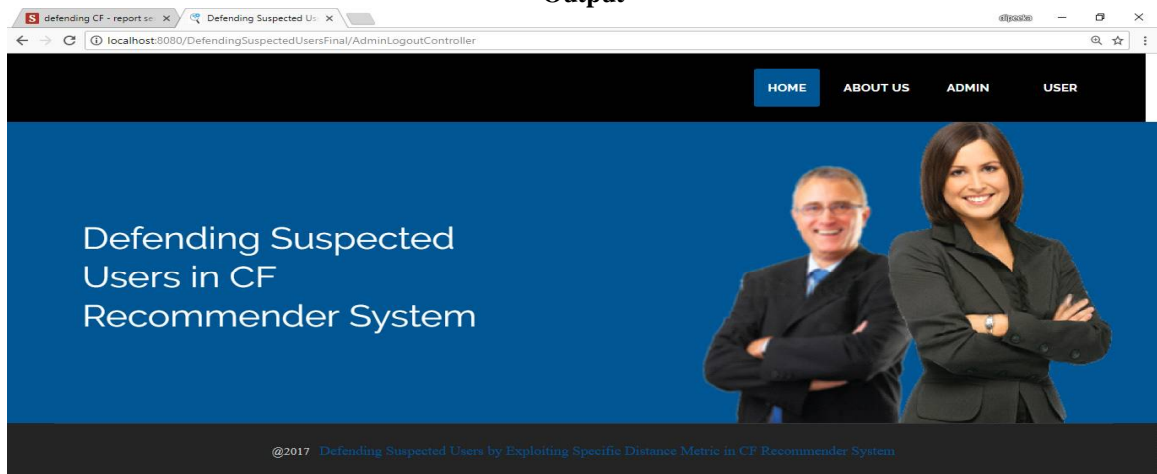 Output
defending CF - report se
Defending Suspected Us
dipeeka
localhost:8080/DefendingSuspectedUsersFinal/AdminLogoutController
HOME ABOUT US ADMIN USER
Defending Suspected
Users in CF
Recommender System
@2017 Defending Suspected Users by Exploiting Specific Distance Metric in CF Recommender System